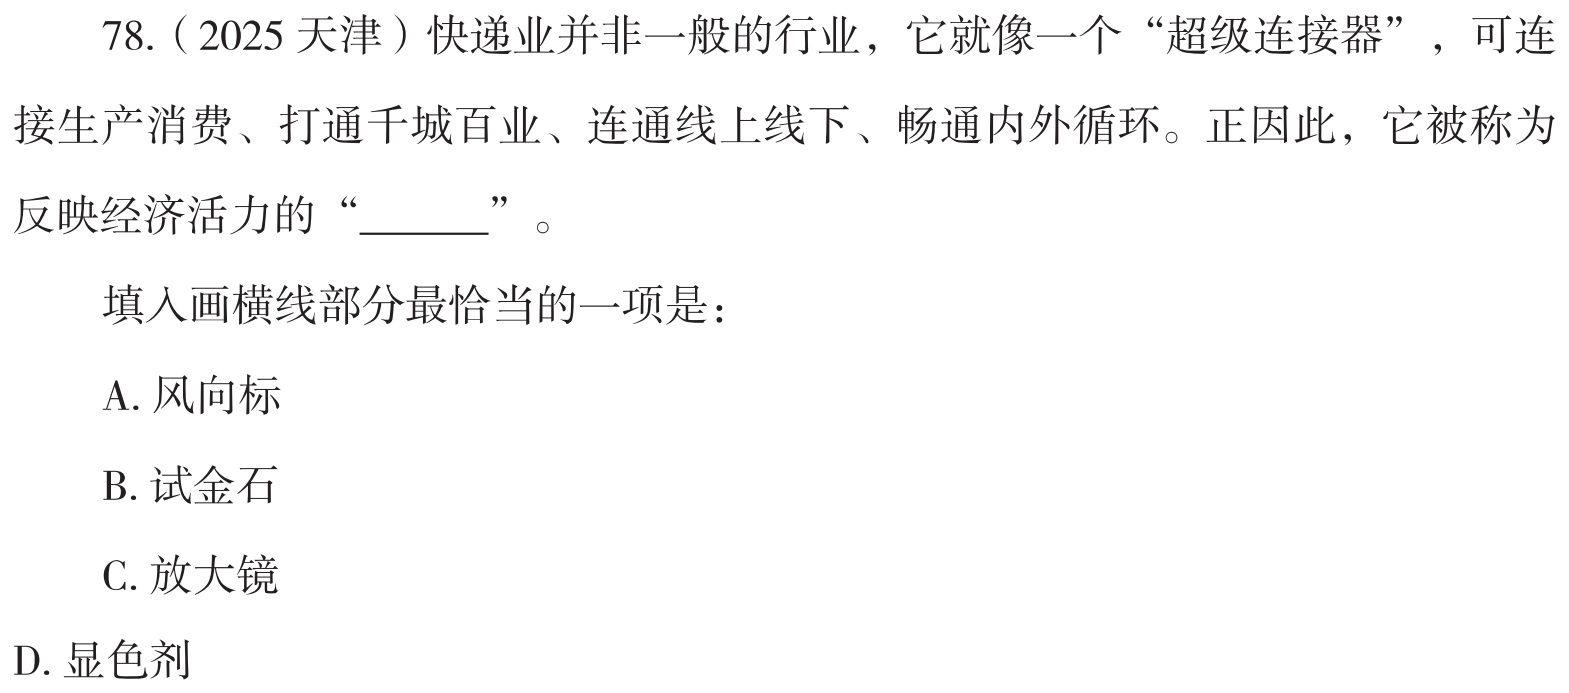 78.（2025 天津）快递业并非一般的行业，它就像一个“超级连接器”，可连
接生产消费、打通千城百业、连通线上线下、畅通内外循环。正因此，它被称为
反映经济活力的“______”。
填入画横线部分最恰当的一项是：
A. 风向标
B. 试金石
C. 放大镜
D. 显色剂